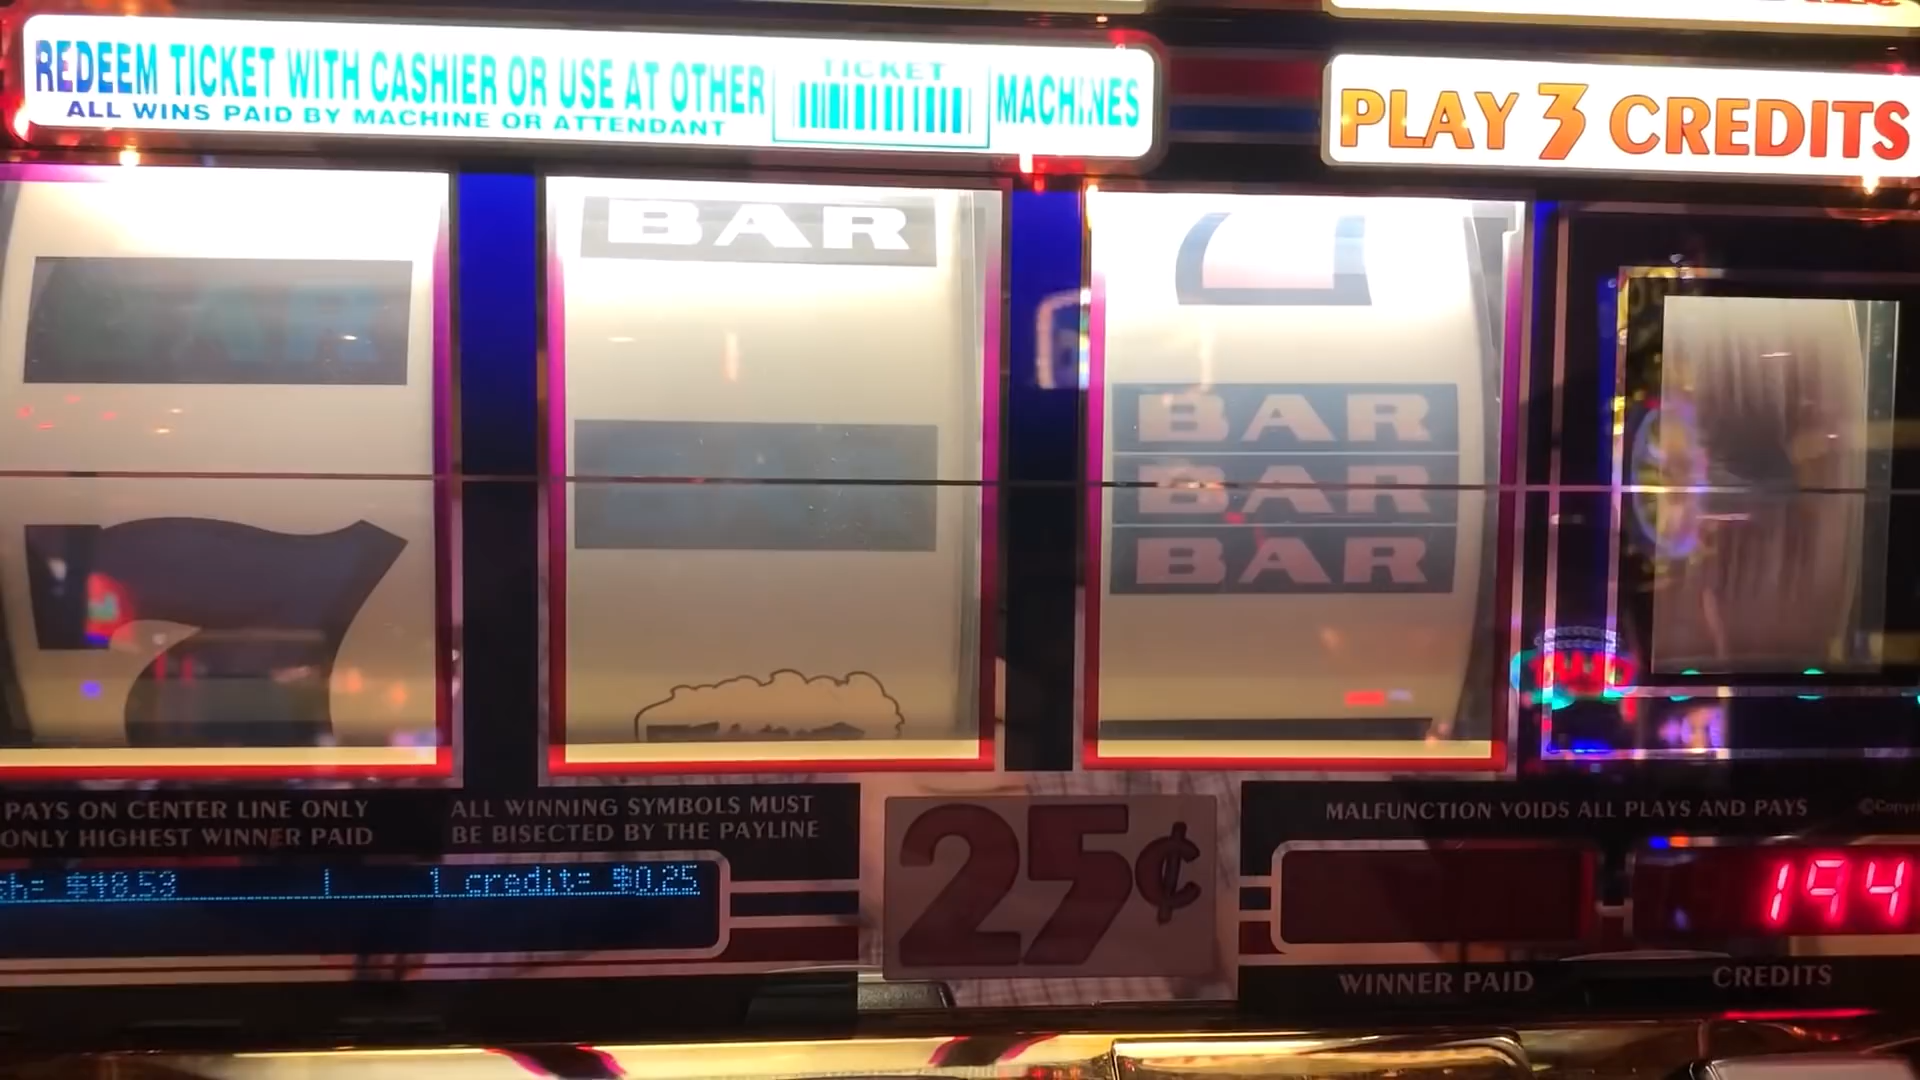 REDEEM TICKET WITH CASHIER OR USE AT OTHER
TICKET
MACHINES
ALL WINS PAID BY MACHINE OR ATTENDANT
PLAY 3 CREDITS
BAR
BAR
7
BAR
BAR
BAR
PAYS ON CENTER LINE ONLY
ONLY HIGHEST WINNER PAID
ALL WINNING SYMBOLS MUST
BE BISECTED BY THE PAYLINE
25¢
MALFUNCTION VOIDS ALL PLAYS AND PAYS
sh= $48.53 1 credit= $0.25
194
WINNER PAID
CREDITS